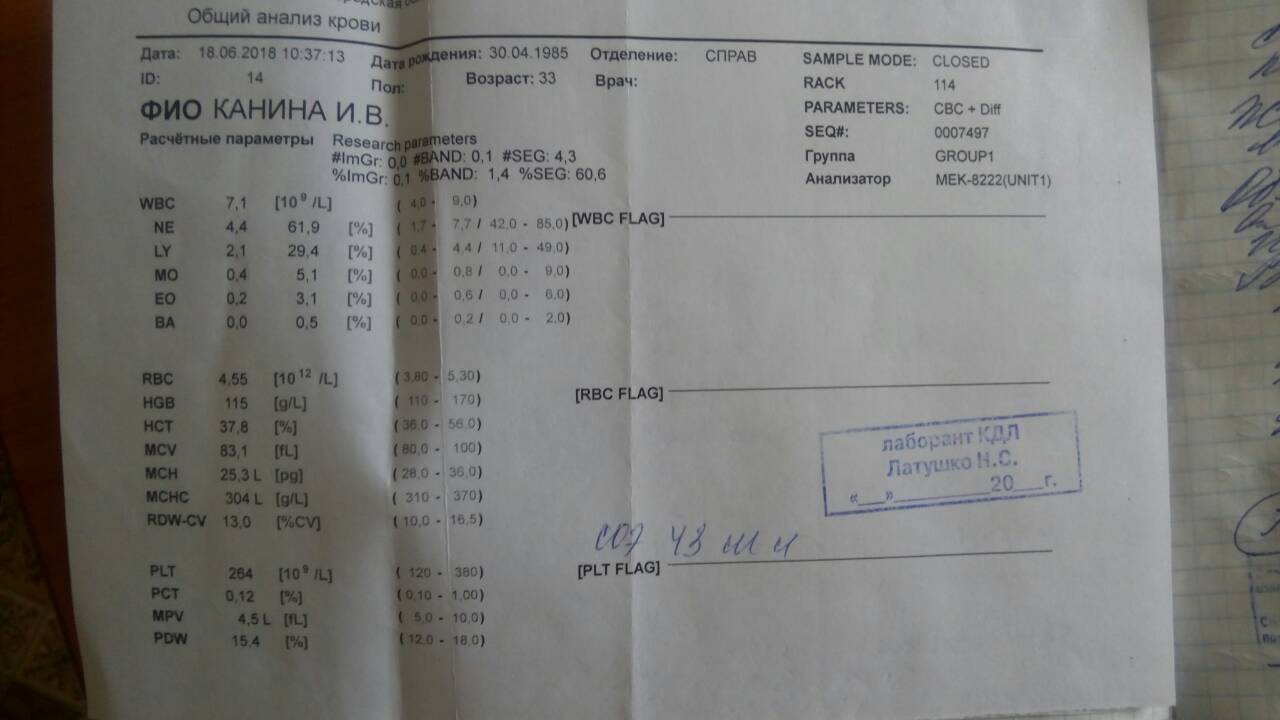 Общий анализ крови
Дата: 18.06.2018 10:37:13 Дата рождения: 30.04.1985 Отделение: СПРАВ SAMPLE MODE: CLOSED
ID: 14 Пол: Возраст: 33 Врач: RACK 114
ФИО КАНИНА И.В. PARAMETERS: CBC + Diff
Расчётные параметры Research parameters SEQ#: 0007497
#ImGr: 0,0 #BAND: 0,1 #SEG: 4,3 Группа GROUP1
%ImGr: 0,1 %BAND: 1,4 %SEG: 60,6 Анализатор MEK-8222(UNIT1)
WBC 7,1 [10⁹ /L] ( 4,0 - 9,0) [WBC FLAG]
NE 4,4 61,9 [%] ( 1,7 - 7,7 / 42,0 - 85,0)
LY 2,1 29,4 [%] ( 0,4 - 4,4 / 11,0 - 49,0)
MO 0,4 5,1 [%] ( 0,0 - 0,8 / 0,0 - 9,0)
EO 0,2 3,1 [%] ( 0,0 - 0,6 / 0,0 - 6,0)
BA 0,0 0,5 [%] ( 0,0 - 0,2 / 0,0 - 2,0)
RBC 4,55 [10¹² /L] ( 3,80 - 5,30) [RBC FLAG]
HGB 115 [g/L] ( 110 - 170)
HCT 37,8 [%] (36,0 - 56,0)
MCV 83,1 [fL] (80,0 - 100)
MCH 25,3 L [pg] (28,0 - 36,0)
MCHC 304 L [g/L] ( 310 - 370)
RDW-CV 13,0 [%CV] (10,0 - 16,5)
лаборант КДЛ
Латушко Н.С.
«__»________20__г.
соэ 43 мм
PLT 264 [10⁹ /L] ( 120 - 380) [PLT FLAG]
PCT 0,12 [%] (0,10 - 1,00)
MPV 4,5 L [fL] ( 5,0 - 10,0)
PDW 15,4 [%] (12,0 - 18,0)